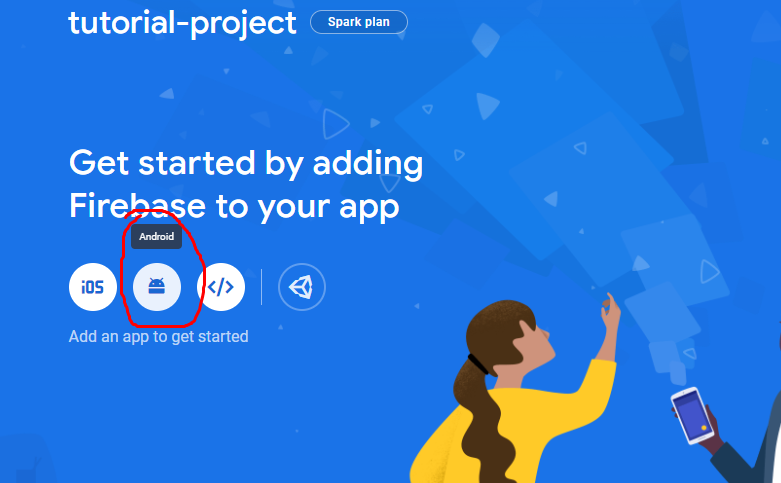 tutorial-project Spark plan
Get started by adding
Firebase to your app
Android
iOS </>
Add an app to get started